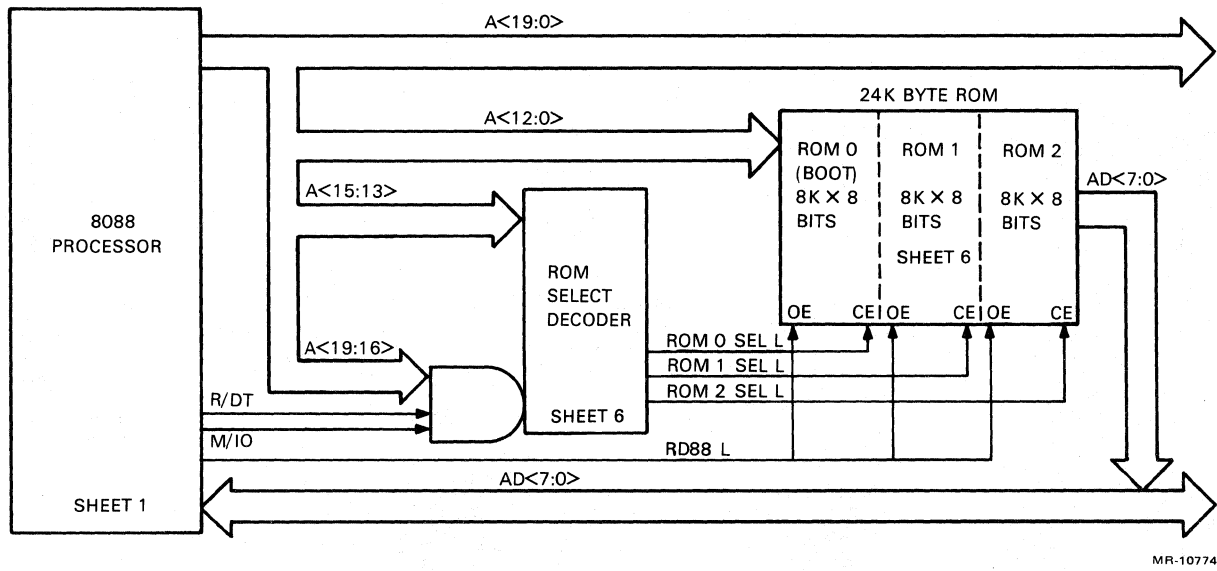 A<19:0>
24K BYTE ROM
A<12:0>
ROM 0
(BOOT)
8K X 8
BITS
ROM 1
8K X 8
BITS
SHEET 6
ROM 2
8K X 8
BITS
AD<7:0>
A<15:13>
8088
PROCESSOR
ROM
SELECT
DECODER
OE CE OE CE OE CE
ROM 0 SEL L
A<19:16>
ROM 1 SEL L
ROM 2 SEL L
R/DT
SHEET 6
M/IO
RD88 L
AD<7:0>
SHEET 1
MR-10774